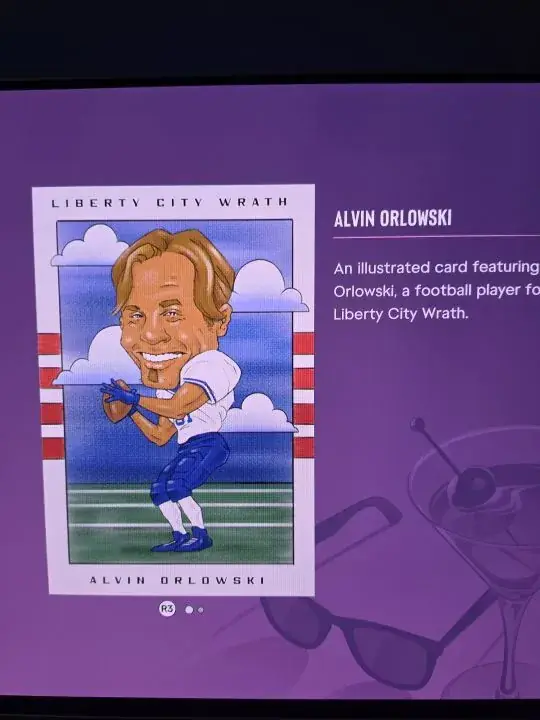 LIBERTY CITY WRATH
ALVIN ORLOWSKI
An illustrated card featuring
Orlowski, a football player fo
Liberty City Wrath.
ALVIN ORLOWSKI
R3